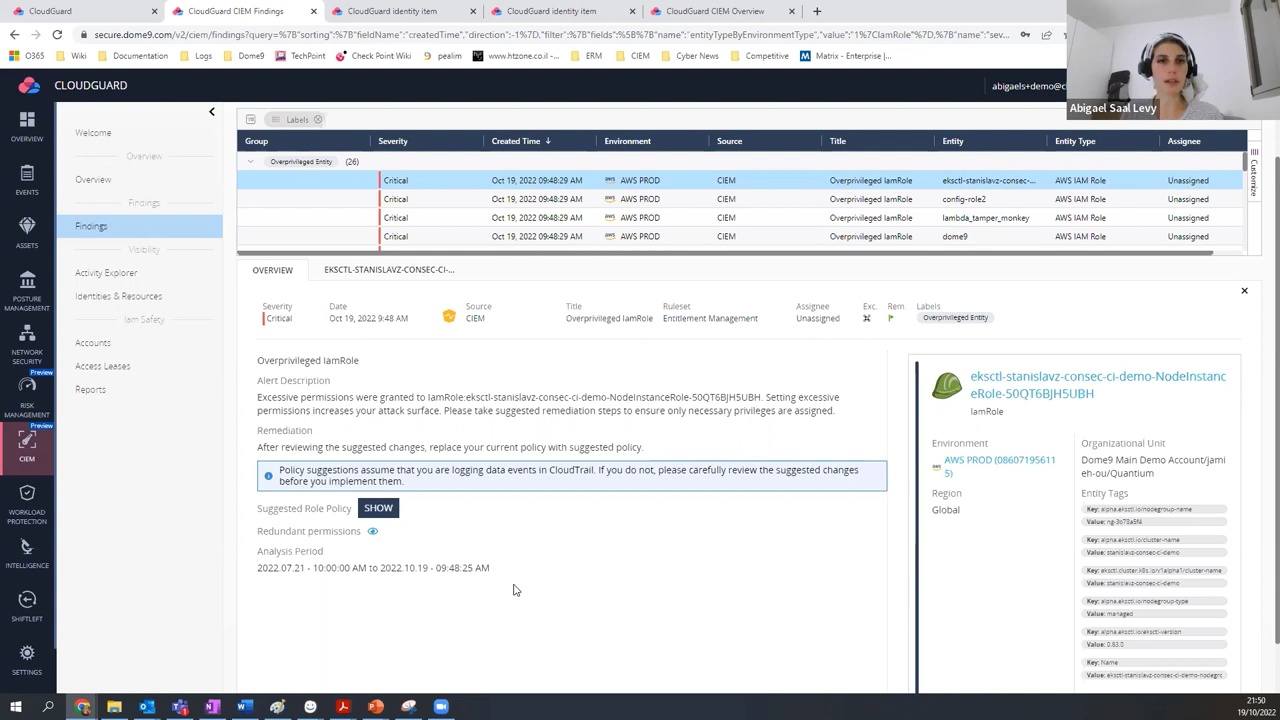 CloudGuard
CloudGuard CIEM Findings
CloudGuard identity item
CloudGuard identity item
CloudGuard CIEM Overview
secure.dome9.com/v2/ciem/findings?query=%7B"sorting":%7B"fieldName":"createdTime","direction":-1%7D,"filter":%7B"fields":%5B%7B"name":"entityTypeByEnvironmentType","value":"1%7CIamRole"%7D,%7B"name":"sev...
O365
Wiki
Documentation
Logs
Dome9
TechPoint
Check Point Wiki
pealim
www.htzone.co.il-...
ERM
CIEM
Cyber News
Competitive
Matrix - Enterprise |...
CLOUDGUARD
abigaels+demo@c
Abigael Saal Levy
OVERVIEW
EVENTS
ASSETS
POSTURE MANAGEMENT
NETWORK SECURITY
Preview
RISK MANAGEMENT
Preview
CIEM
WORKLOAD PROTECTION
INTELLIGENCE
SHIFTLEFT
SETTINGS
Welcome
Overview
Overview
Findings
Findings
Visibility
Activity Explorer
Identities & Resources
Iam Safety
Accounts
Access Leases
Reports
Labels
Group Severity Created Time Environment Source Title Entity Entity Type Assignee
Customize
Overprivileged Entity (26)
Critical Oct 19, 2022 09:48:29 AM AWS PROD CIEM Overprivileged IamRole eksctl-stanislavz-consec-... AWS IAM Role Unassigned
Critical Oct 19, 2022 09:48:29 AM AWS PROD CIEM Overprivileged IamRole config-role2 AWS IAM Role Unassigned
Critical Oct 19, 2022 09:48:29 AM AWS PROD CIEM Overprivileged IamRole lambda_tamper_monkey AWS IAM Role Unassigned
Critical Oct 19, 2022 09:48:29 AM AWS PROD CIEM Overprivileged IamRole dome9 AWS IAM Role Unassigned
OVERVIEW
EKSCTL-STANISLAVZ-CONSEC-CI-...
Severity Date Source Title Ruleset Assignee Exc. Rem. Labels
Critical Oct 19, 2022 9:48 AM CIEM Overprivileged IamRole Entitlement Management Unassigned Overprivileged Entity
Overprivileged IamRole
Alert Description
Excessive permissions were granted to IamRole:eksctl-stanislavz-consec-ci-demo-NodeInstanceRole-50QT6BJH5UBH. Setting excessive
permissions increases your attack surface. Please take suggested remediation steps to ensure only necessary privileges are assigned.
Remediation
After reviewing the suggested changes, replace your current policy with suggested policy.
Policy suggestions assume that you are logging data events in CloudTrail. If you do not, please carefully review the suggested changes
before you implement them.
Suggested Role Policy SHOW
Redundant permissions
Analysis Period
2022.07.21 - 10:00:00 AM to 2022.10.19 - 09:48:25 AM
eksctl-stanislavz-consec-ci-demo-NodeInstanc
eRole-50QT6BJH5UBH
IamRole
Environment
AWS PROD (08607195611
5)
Region
Global
Organizational Unit
Dome9 Main Demo Account/jami
eh-ou/Quantium
Entity Tags
Key: alpha.eksctl.io/nodegroup-name
Key: alpha.eksctl.io/cluster-name
Value: stanislavz-consec-ci-demo
Key: eksctl.cluster.k8s.io/v1alpha1/cluster-name
Value: stanislavz-consec-ci-demo
Key: alpha.eksctl.io/nodegroup-type
Value: managed
Key: alpha.eksctl.io/eksctl-version
Value: 0.83.0
Key: Name
Value: eksctl-stanislavz-consec-ci-demo-nodegrc
21:50
19/10/2022